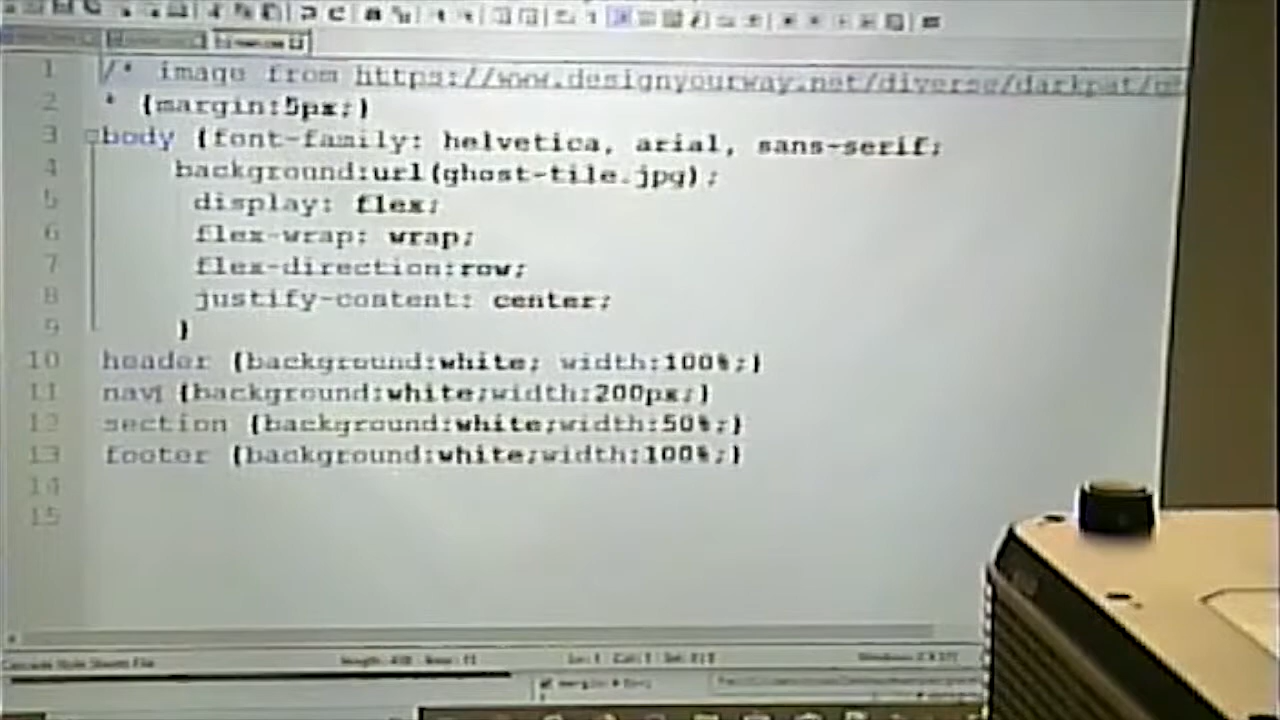 1 /* image from https://www.designyourway.net/diverse/darkpat/
2 * {margin:5px;}
3 body {font-family: helvetica, arial, sans-serif;
4 background:url(ghost-tile.jpg);
5 display: flex;
6 flex-wrap: wrap;
7 flex-direction:row;
8 justify-content: center;
9 }
10 header {background:white; width:100%;}
11 nav {background:white;width:200px;}
12 section {background:white;width:50%;}
13 footer {background:white;width:100%;}
14
15